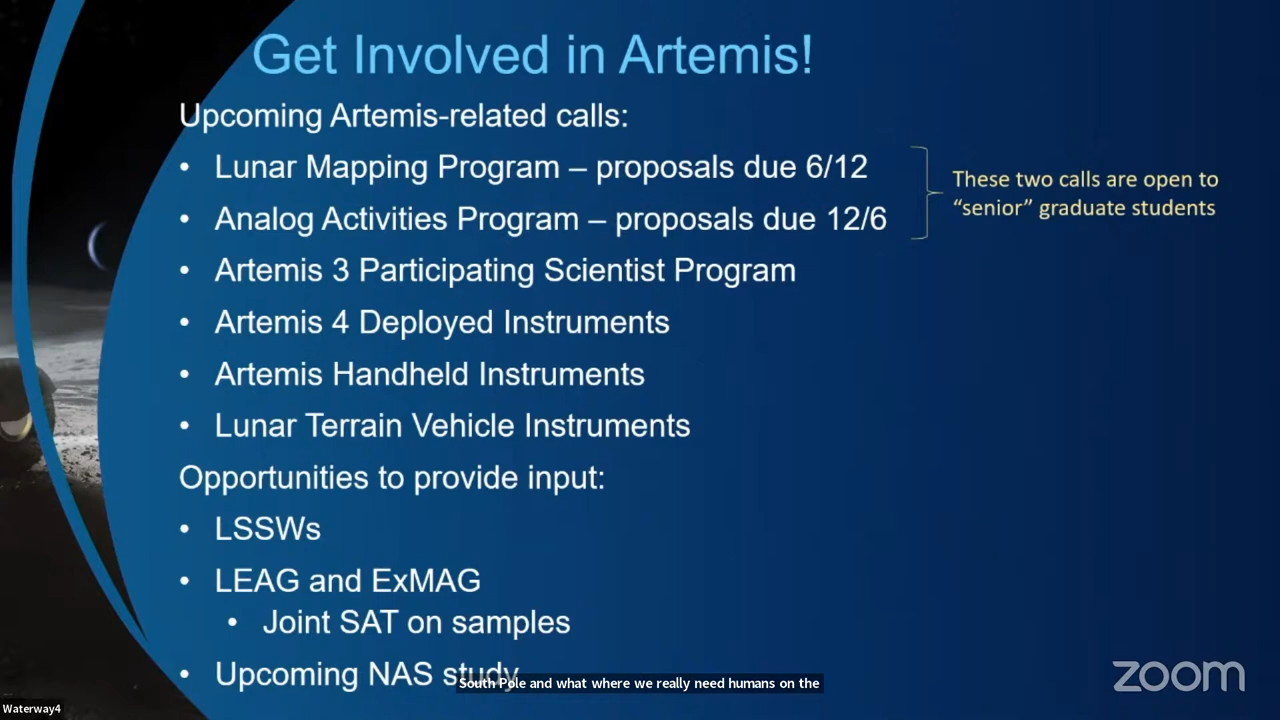 Get Involved in Artemis!
Upcoming Artemis-related calls:
• Lunar Mapping Program – proposals due 6/12
• Analog Activities Program – proposals due 12/6
These two calls are open to
“senior” graduate students
• Artemis 3 Participating Scientist Program
• Artemis 4 Deployed Instruments
• Artemis Handheld Instruments
• Lunar Terrain Vehicle Instruments
Opportunities to provide input:
• LSSWs
• LEAG and ExMAG
• Joint SAT on samples
• Upcoming NAS study
South Pole and what where we really need humans on the
zoom
Waterway4